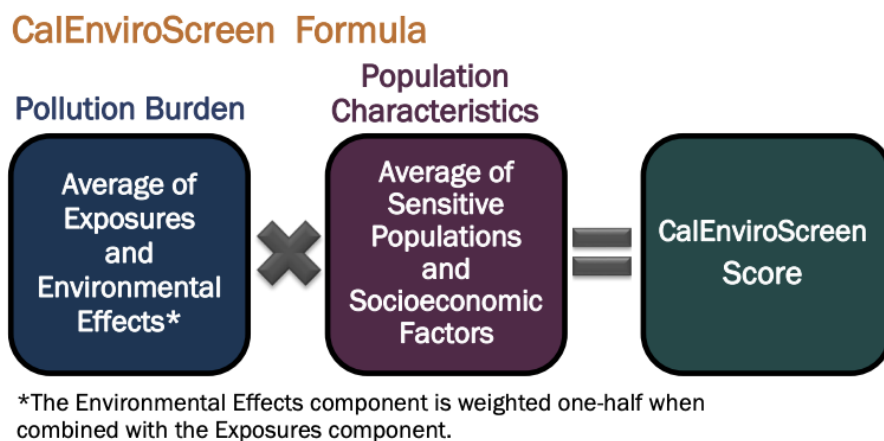 CalEnviroScreen Formula
Pollution Burden
Population
Characteristics
Average of
Exposures
and
Environmental
Effects*
Average of
Sensitive
Populations
and
Socioeconomic
Factors
CalEnviroScreen
Score
*The Environmental Effects component is weighted one-half when
combined with the Exposures component.